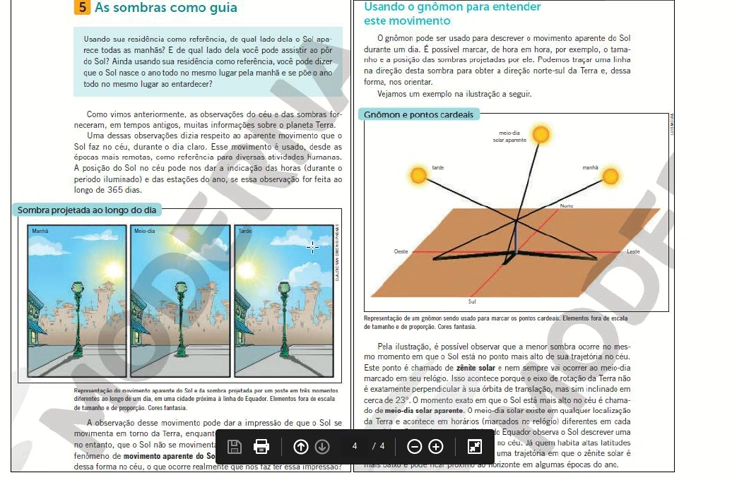 5 As sombras como guia
Usando sua residência como referência, de qual lado dela o Sol apa-
rece todas as manhãs? E de qual lado dela você pode assistir ao pôr
do Sol? Ainda usando sua residência como referência, você pode dizer
que o Sol nasce o ano todo no mesmo lugar pela manhã e se põe o ano
todo no mesmo lugar ao entardecer?
Como vimos anteriormente, as observações do céu e das sombras for-
neceram, em tempos antigos, muitas informações sobre o planeta Terra.
Uma dessas observações dizia respeito ao aparente movimento que o
Sol faz no céu, durante o dia claro. Esse movimento é usado, desde as
épocas mais remotas, como referência para diversas atividades humanas.
A posição do Sol no céu pode nos dar a indicação das horas (durante o
período iluminado) e das estações do ano, se essa observação for feita ao
longo de 365 dias.
Sombra projetada ao longo do dia
Manhã
Meio-dia
Tarde
Representação do movimento aparente do Sol e da sombra projetada por um poste em três momentos
diferentes ao longo de um dia, em uma cidade próxima à linha do Equador. Elementos fora de escala
de tamanho e de proporção. Cores fantasia.
A observação desse movimento pode dar a impressão de que o Sol se
movimenta em torno da Terra, enquant
no entanto, que o Sol não se movimenta
fenômeno de movimento aparente do So
dessa forma no céu, o que ocorre realmente que nos faz ter essa impressão?
Usando o gnômon para entender
este movimento
O gnômon pode ser usado para descrever o movimento aparente do Sol
durante um dia. É possível marcar, de hora em hora, por exemplo, o tama-
nho e a posição das sombras projetadas por ele. Podemos traçar uma linha
na direção desta sombra para obter a direção norte-sul da Terra e, dessa
forma, nos orientar.
Vejamos um exemplo na ilustração a seguir.
Gnômon e pontos cardeais
meio-dia
solar aparente
tarde
manhã
Norte
Oeste
Leste
Sul
Representação de um gnômon sendo usado para marcar os pontos cardeais. Elementos fora de escala
de tamanho e de proporção. Cores fantasia.
Pela ilustração, é possível observar que a menor sombra ocorre no mes-
mo momento em que o Sol está no ponto mais alto de sua trajetória no céu.
Este ponto é chamado de zênite solar e nem sempre vai ocorrer ao meio-dia
marcado em seu relógio. Isso acontece porque o eixo de rotação da Terra não
é exatamente perpendicular à sua órbita de translação, mas sim inclinado em
cerca de 23°. O momento exato em que o Sol está mais alto no céu é chama-
do de meio-dia solar aparente. O meio-dia solar existe em qualquer localização
da Terra e acontece em horários (marcados no relógio) diferentes em cada
Equador observa o Sol descrever uma
no céu. Já quem habita altas latitudes
uma trajetória em que o zênite solar é
mais baixo e pode ficar próximo ao horizonte em algumas épocas do ano.
4 / 4
MODERNA
MODE